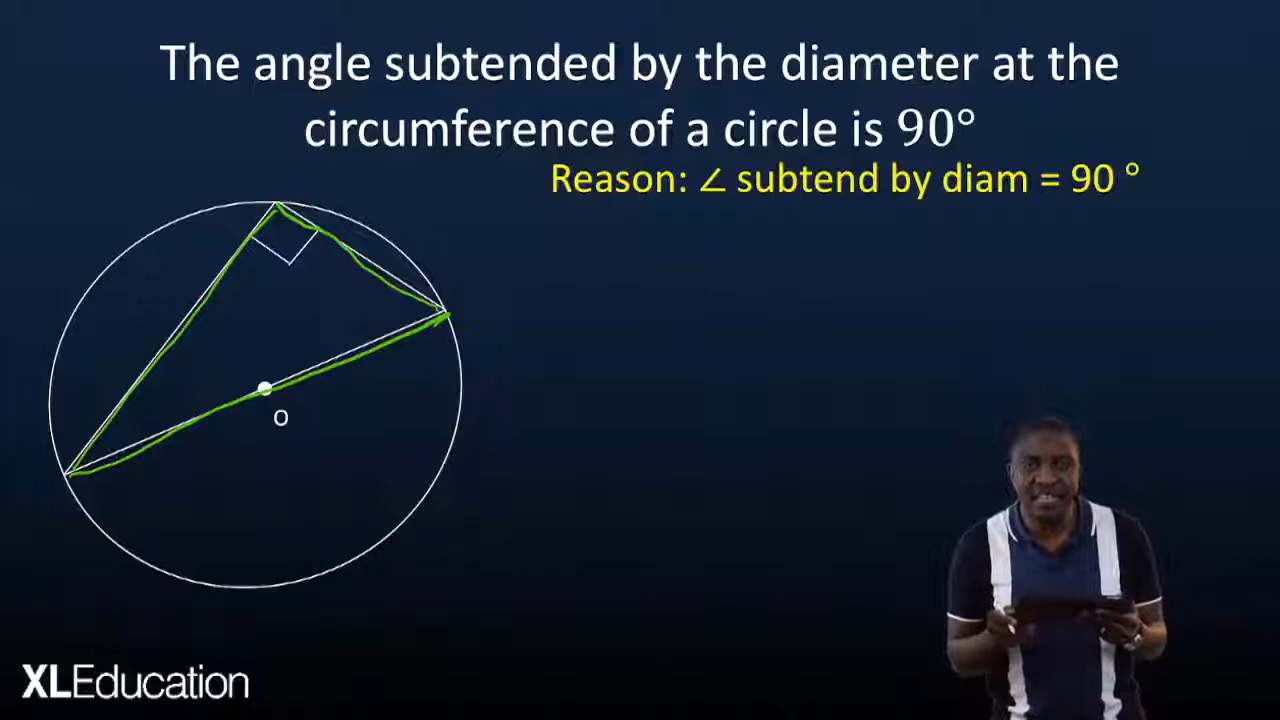 The angle subtended by the diameter at the
circumference of a circle is 90°
Reason: ∠ subtend by diam = 90 °
O
XLEducation